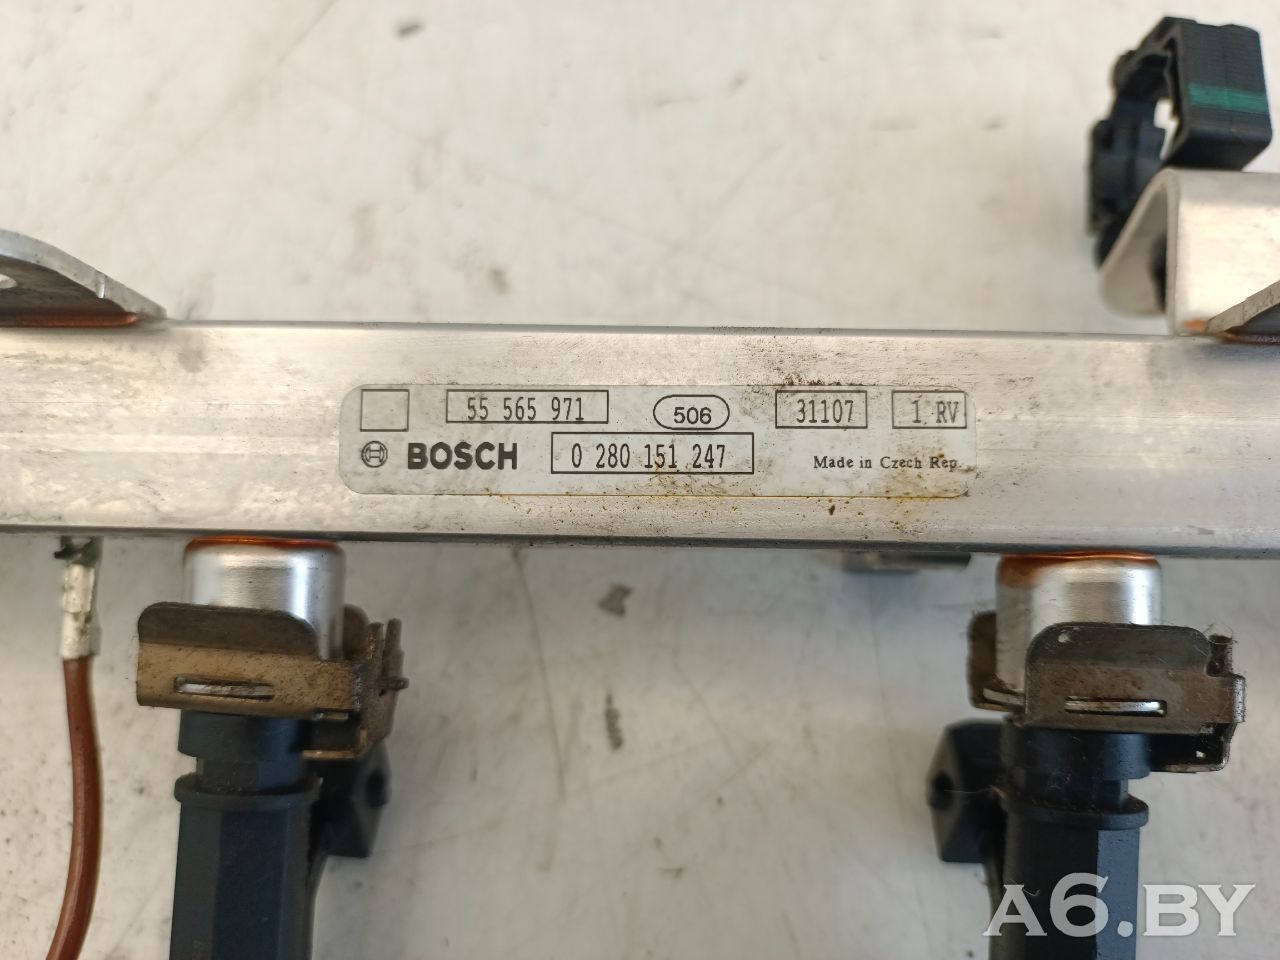 55 565 971 506 31107 1 RV
BOSCH 0 280 151 247 Made in Czech Rep.
A6.BY